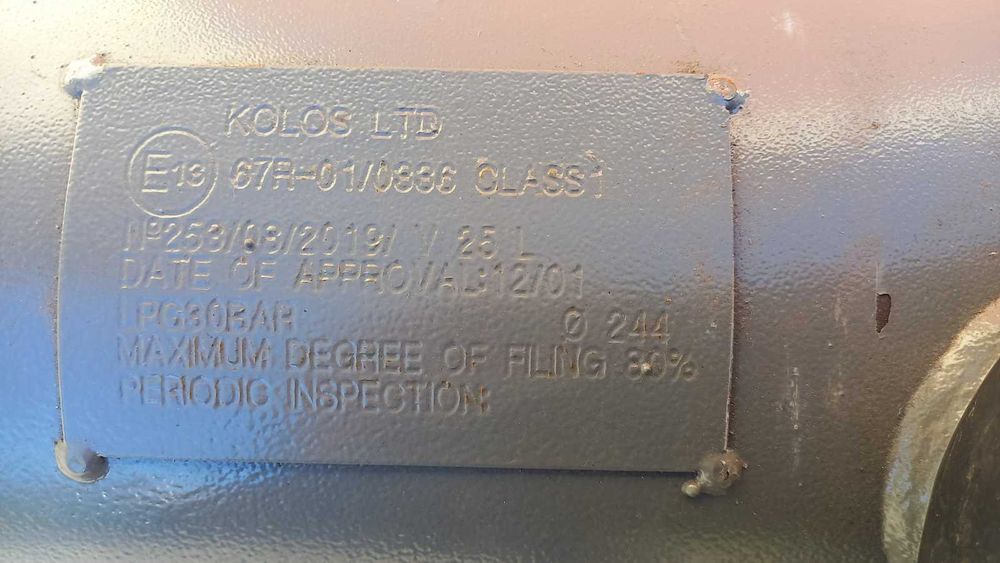 KOLOS LTD
E13 67R-01/0336 CLASS 1
Nº253/08/2019/ V 25 L
DATE OF APPROVAL:12/01
LPG30BAR Ø 244
MAXIMUM DEGREE OF FILING 80%
PERIODIC INSPECTION: